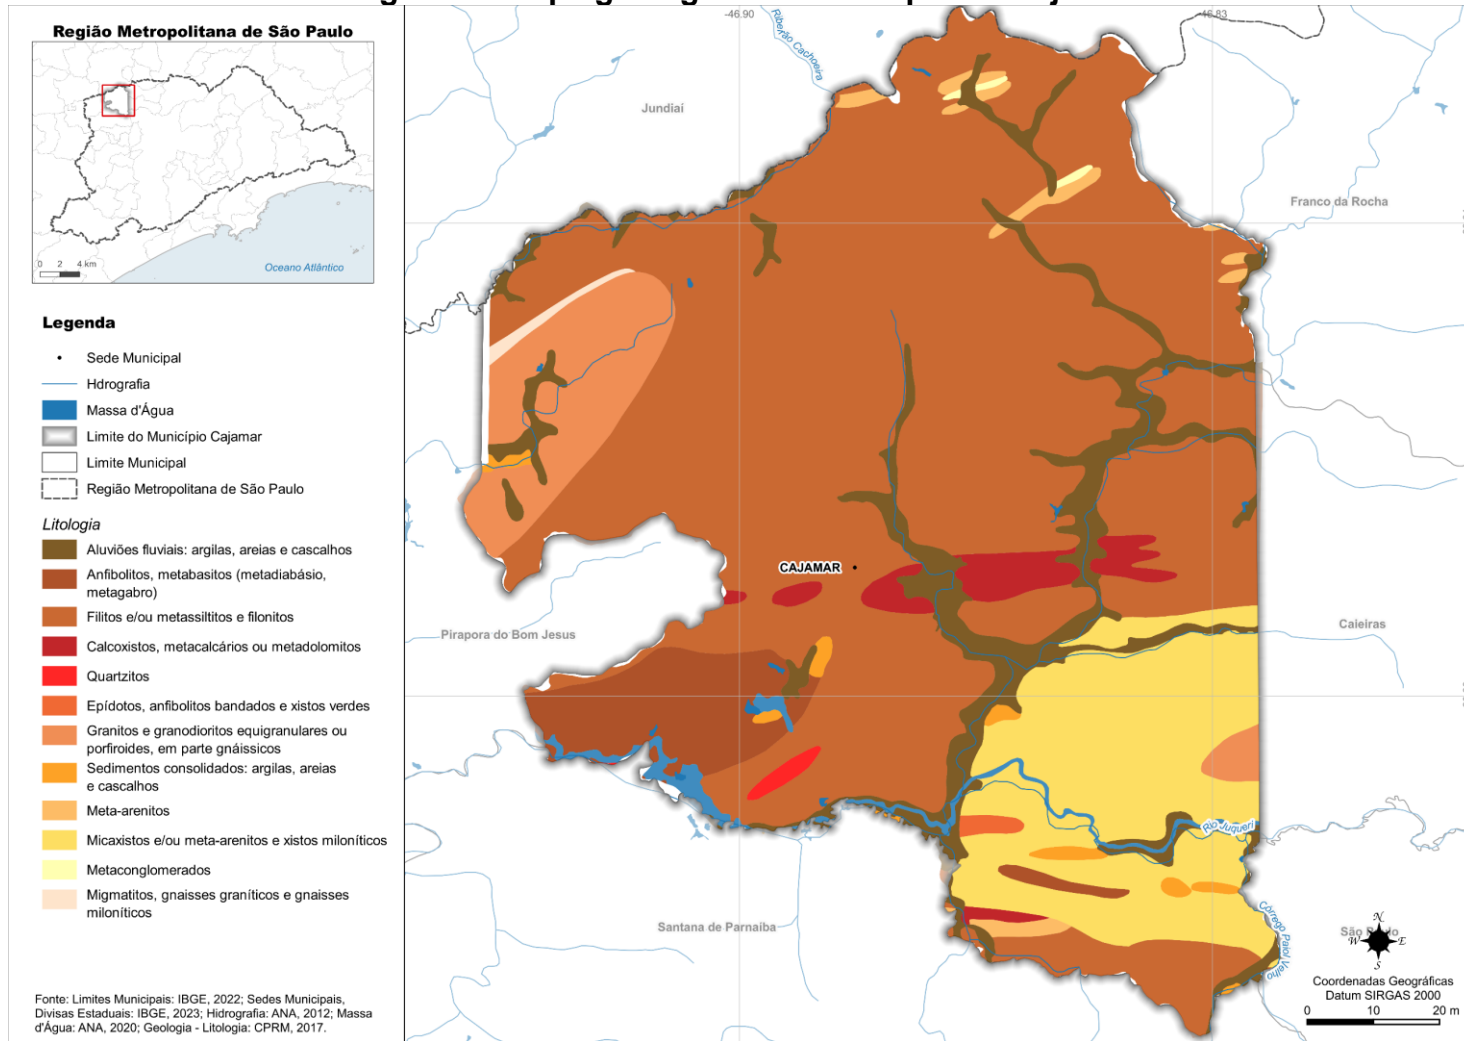 Região Metropolitana de São Paulo
0 2 4 km
Oceano Atlântico
Legenda
Sede Municipal
Hdrografia
Massa d'Água
Limite do Município Cajamar
Limite Municipal
Região Metropolitana de São Paulo
Litologia
Aluviões fluviais: argilas, areias e cascalhos
Anfibolitos, metabasitos (metadiabásio,
metagabro)
Filitos e/ou metassiltitos e filonitos
Calcoxistos, metacalcários ou metadolomitos
Quartzitos
Epídotos, anfibolitos bandados e xistos verdes
Granitos e granodioritos equigranulares ou
porfiroides, em parte gnáissicos
Sedimentos consolidados: argilas, areias
e cascalhos
Meta-arenitos
Micaxistos e/ou meta-arenitos e xistos miloníticos
Metaconglomerados
Migmatitos, gnaisses graníticos e gnaisses
miloníticos
Fonte: Limites Municipais: IBGE, 2022; Sedes Municipais,
Divisas Estaduais: IBGE, 2023; Hidrografia: ANA, 2012; Massa
d'Água: ANA, 2020; Geologia - Litologia: CPRM, 2017.
-46.90
-46.83
Ribeirão Cachoeira
Jundiaí
Franco da Rocha
CAJAMAR
Pirapora do Bom Jesus
Caieiras
Rio Juqueri
Santana de Parnaíba
Córrego Paiol Velho
São Paulo
N
W E
S
Coordenadas Geográficas
Datum SIRGAS 2000
0 10 20 m